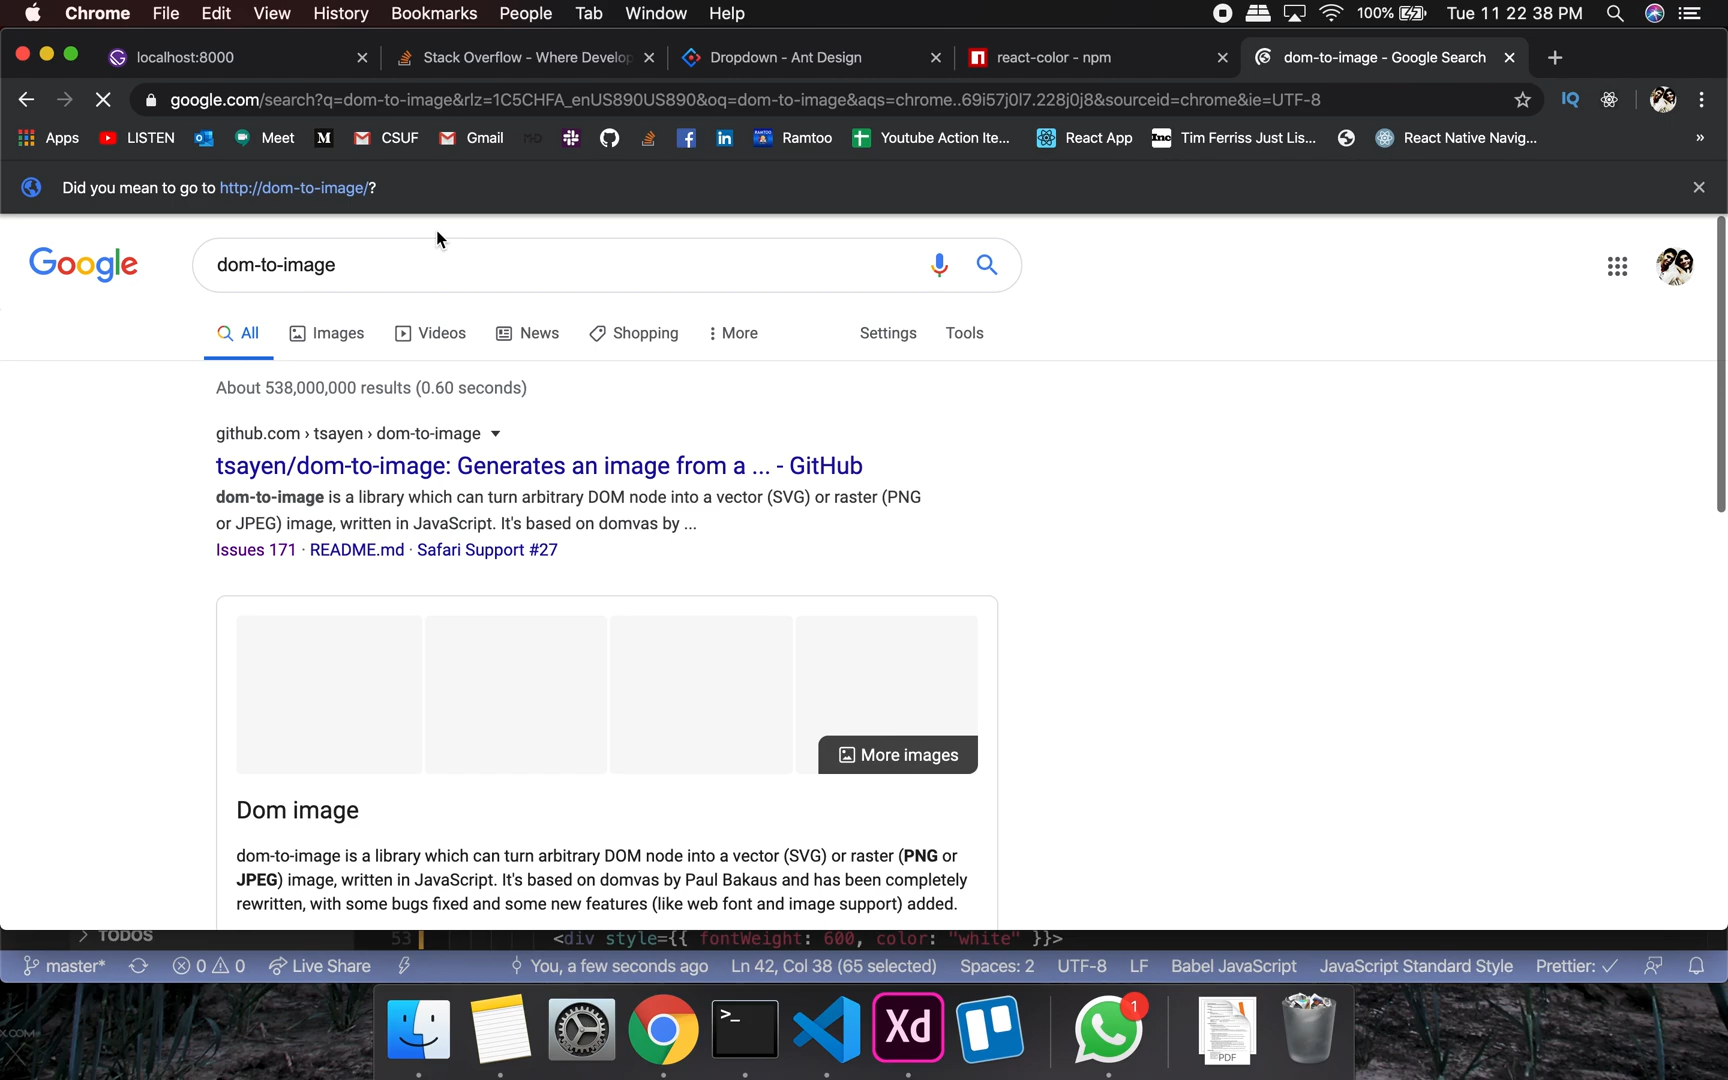 Chrome File Edit View History Bookmarks People Tab Window Help 100% Tue 11 22 38 PM
localhost:8000 Stack Overflow - Where Develop Dropdown - Ant Design react-color - npm dom-to-image - Google Search
google.com/search?q=dom-to-image&rlz=1C5CHFA_enUS890US890&oq=dom-to-image&aqs=chrome..69i57j0l7.228j0j8&sourceid=chrome&ie=UTF-8 IQ
Apps LISTEN Meet M CSUF Gmail Ramtoo Youtube Action Ite... React App Inc Tim Ferriss Just Lis... React Native Navig... »
Did you mean to go to http://dom-to-image/?
Google dom-to-image
All Images Videos News Shopping More Settings Tools
About 538,000,000 results (0.60 seconds)
github.com › tsayen › dom-to-image
tsayen/dom-to-image: Generates an image from a ... - GitHub
dom-to-image is a library which can turn arbitrary DOM node into a vector (SVG) or raster (PNG
or JPEG) image, written in JavaScript. It's based on domvas by ...
Issues 171 · README.md · Safari Support #27
More images
Dom image
dom-to-image is a library which can turn arbitrary DOM node into a vector (SVG) or raster (PNG or
JPEG) image, written in JavaScript. It's based on domvas by Paul Bakaus and has been completely
rewritten, with some bugs fixed and some new features (like web font and image support) added.
> TODOS 53 <div style={{ fontWeight: 600, color: "white" }}>
master* 0 0 Live Share You, a few seconds ago Ln 42, Col 38 (65 selected) Spaces: 2 UTF-8 LF Babel JavaScript JavaScript Standard Style Prettier: ✓
>_ Xd 1 PDF